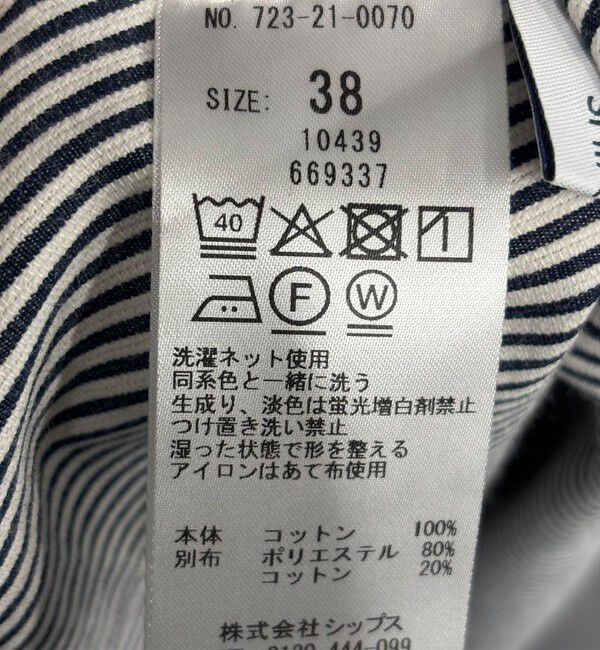 NO. 723-21-0070
SIZE: 38
10439
669337
40
F W
洗濯ネット使用
同系色と一緒に洗う
生成り、淡色は蛍光増白剤禁止
つけ置き洗い禁止
湿った状態で形を整える
アイロンはあて布使用
本体 コットン 100%
別布 ポリエステル 80%
コットン 20%
株式会社シップス
0120-444-099